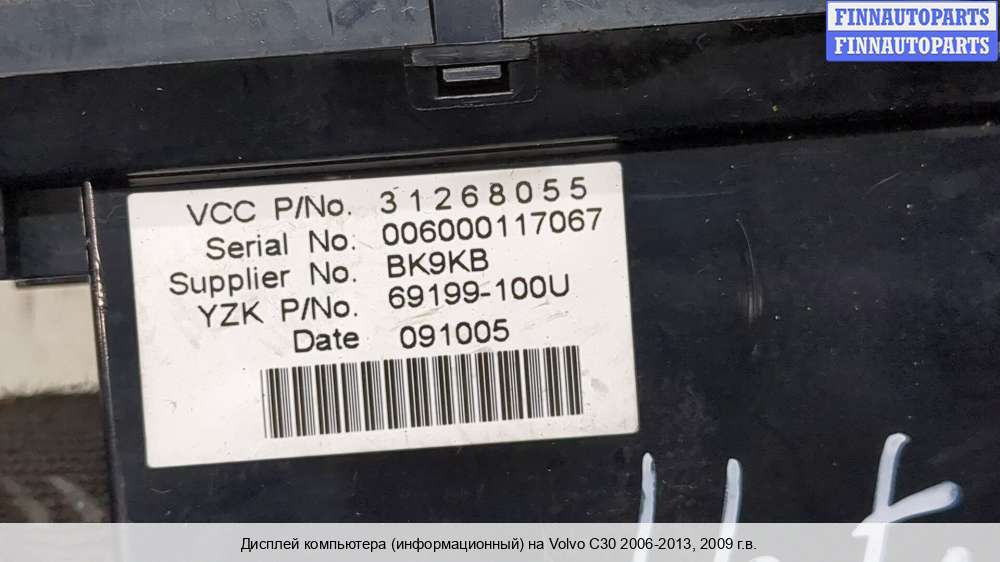 FINNAUTOPARTS
FINNAUTOPARTS
VCC P/No. 31268055
Serial No. 006000117067
Supplier No. BK9KB
YZK P/No. 69199-100U
Date 091005
Дисплей компьютера (информационный) на Volvo C30 2006-2013, 2009 г.в.